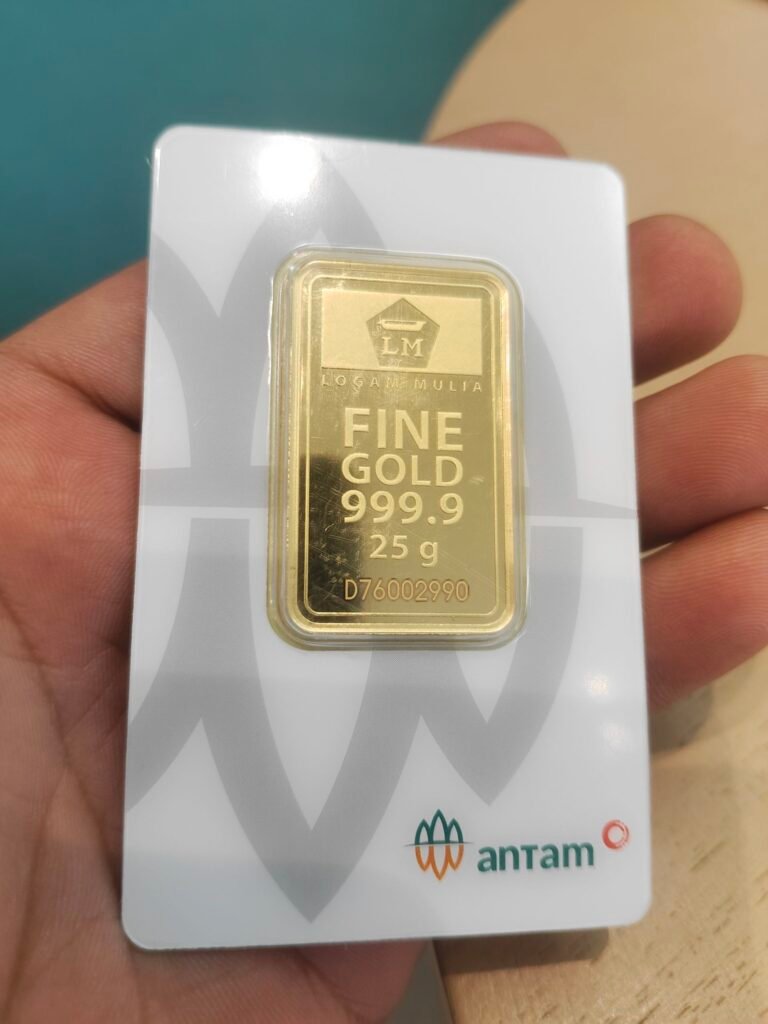 LM
LOGAM MULIA
FINE
GOLD
999.9
25 g
D76002990
antam